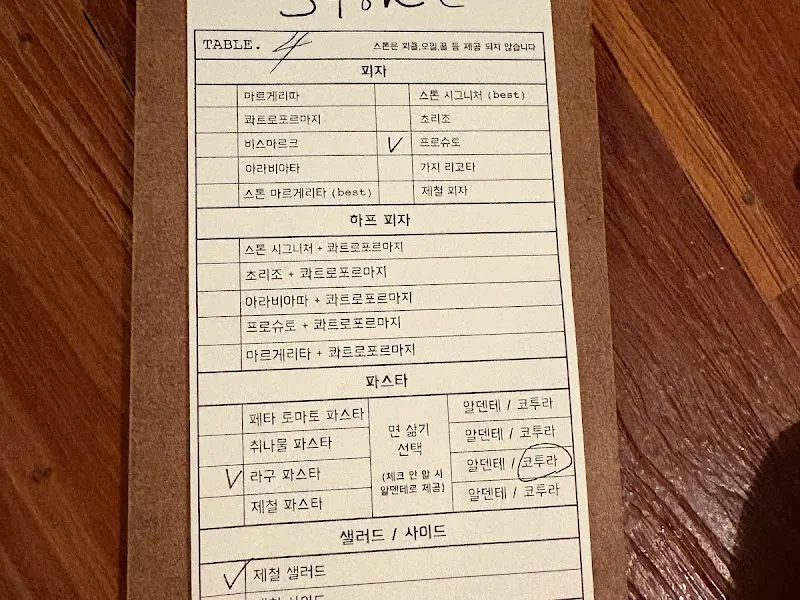 STONE
TABLE. 4 스톤은 피클,오일,꿀 등 제공 되지 않습니다
피자
마르게리따 스톤 시그니처 (best)
콰트로포르마지 초리조
비스마르크 V 프로슈토
아라비아타 가지 리코타
스톤 마르게리타 (best) 제철 피자
하프 피자
스톤 시그니처 + 콰트로포르마지
초리조 + 콰트로포르마지
아라비아따 + 콰트로포르마지
프로슈토 + 콰트로포르마지
마르게리타 + 콰트로포르마지
파스타
페타 토마토 파스타 알덴테 / 코투라
취나물 파스타 면 삶기 선택 알덴테 / 코투라
V 라구 파스타 (체크 안 할 시 알덴테로 제공) 알덴테 / 코투라
제철 파스타 알덴테 / 코투라
샐러드 / 사이드
V 제철 샐러드